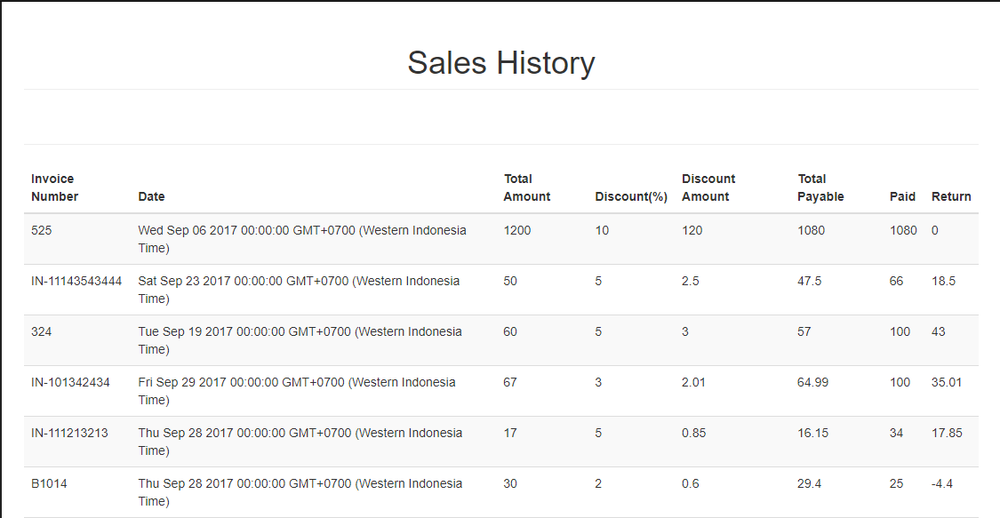 Sales History
Invoice Number Date Total Amount Discount(%) Discount Amount Total Payable Paid Return
525 Wed Sep 06 2017 00:00:00 GMT+0700 (Western Indonesia Time) 1200 10 120 1080 1080 0
IN-11143543444 Sat Sep 23 2017 00:00:00 GMT+0700 (Western Indonesia Time) 50 5 2.5 47.5 66 18.5
324 Tue Sep 19 2017 00:00:00 GMT+0700 (Western Indonesia Time) 60 5 3 57 100 43
IN-101342434 Fri Sep 29 2017 00:00:00 GMT+0700 (Western Indonesia Time) 67 3 2.01 64.99 100 35.01
IN-111213213 Thu Sep 28 2017 00:00:00 GMT+0700 (Western Indonesia Time) 17 5 0.85 16.15 34 17.85
B1014 Thu Sep 28 2017 00:00:00 GMT+0700 (Western Indonesia Time) 30 2 0.6 29.4 25 -4.4